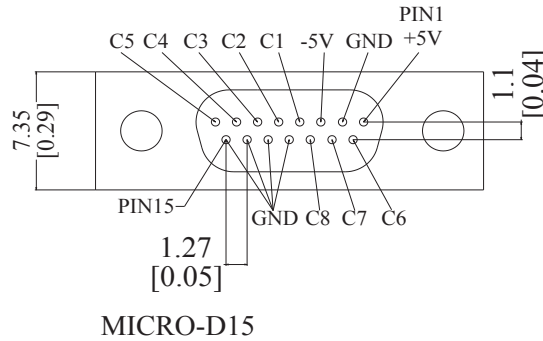 PIN1
C5 C4 C3 C2 C1 -5V GND +5V
7.35
[0.29]
1.1
[0.04]
PIN15 GND C8 C7 C6
1.27
[0.05]
MICRO-D15